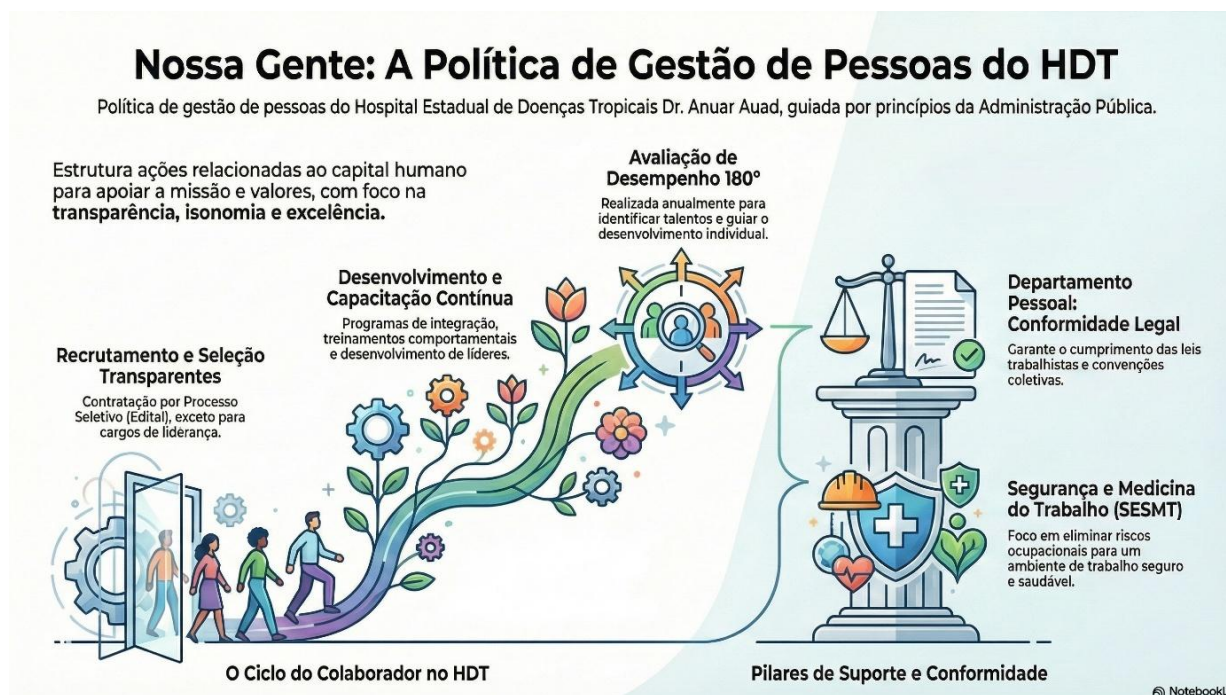 Nossa Gente: A Política de Gestão de Pessoas do HDT
Política de gestão de pessoas do Hospital Estadual de Doenças Tropicais Dr. Anuar Auad, guiada por princípios da Administração Pública.
Estrutura ações relacionadas ao capital humano
para apoiar a missão e valores, com foco na
transparência, isonomia e excelência.
Recrutamento e Seleção
Transparentes
Contratação por Processo
Seletivo (Edital), exceto para
cargos de liderança.
Desenvolvimento e
Capacitação Contínua
Programas de integração,
treinamentos comportamentais
e desenvolvimento de líderes.
Avaliação de
Desempenho 180°
Realizada anualmente para
identificar talentos e guiar o
desenvolvimento individual.
Departamento
Pessoal:
Conformidade Legal
Garante o cumprimento das leis
trabalhistas e convenções
coletivas.
Segurança e Medicina
do Trabalho (SESMT)
Foco em eliminar riscos
ocupacionais para um
ambiente de trabalho seguro
e saudável.
O Ciclo do Colaborador no HDT
Pilares de Suporte e Conformidade